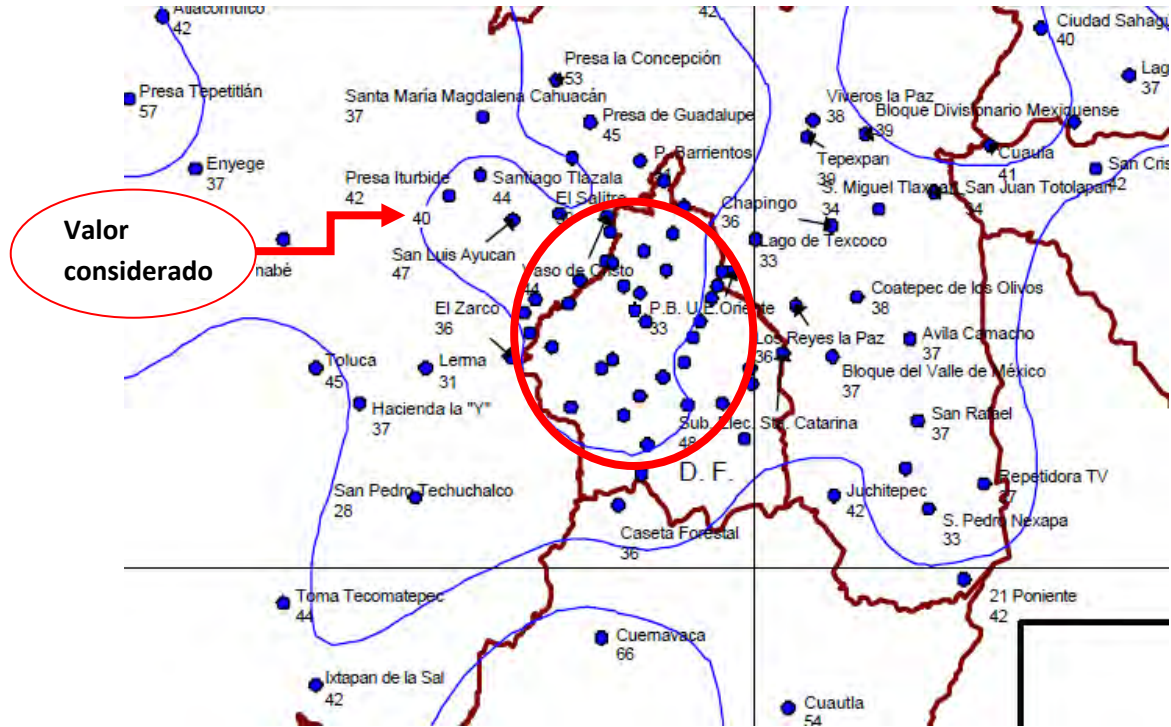 Atlacomulco
42
42
Ciudad Sahagú
40
Presa la Concepción
53
Lag
37
Presa Tepetitlán
57
Santa María Magdalena Cahuacán
37
Presa de Guadalupe
45
Viveros la Paz
38
Bloque Divisionario Mexiquense
39
Enyege
37
P. Barrientos
Tepexpan
39
Cuaula
41
San Cris
42
Presa Iturbide
42
Santiago Tlazala
44
El Salitre
Chapingo
36
S. Miguel Tlaxpan
34
San Juan Totolapan
34
40
Valor
considerado
nabé
San Luis Ayucan
47
Vaso de Cristo
44
Lago de Texcoco
33
El Zarco
36
P.B. U.E.Oriente
33
Coatepec de los Olivos
38
Los Reyes la Paz
36
Avila Camacho
37
Toluca
45
Lerma
31
Bloque del Valle de México
37
Hacienda la "Y"
37
Sub. Elec. Sta. Catarina
48
San Rafael
37
D. F.
San Pedro Techuchalco
28
Juchitepec
42
Repetidora TV
37
Caseta Forestal
36
S. Pedro Nexapa
33
Toma Tecomatepec
44
21 Poniente
42
Cuernavaca
66
Ixtapan de la Sal
42
Cuautla
54